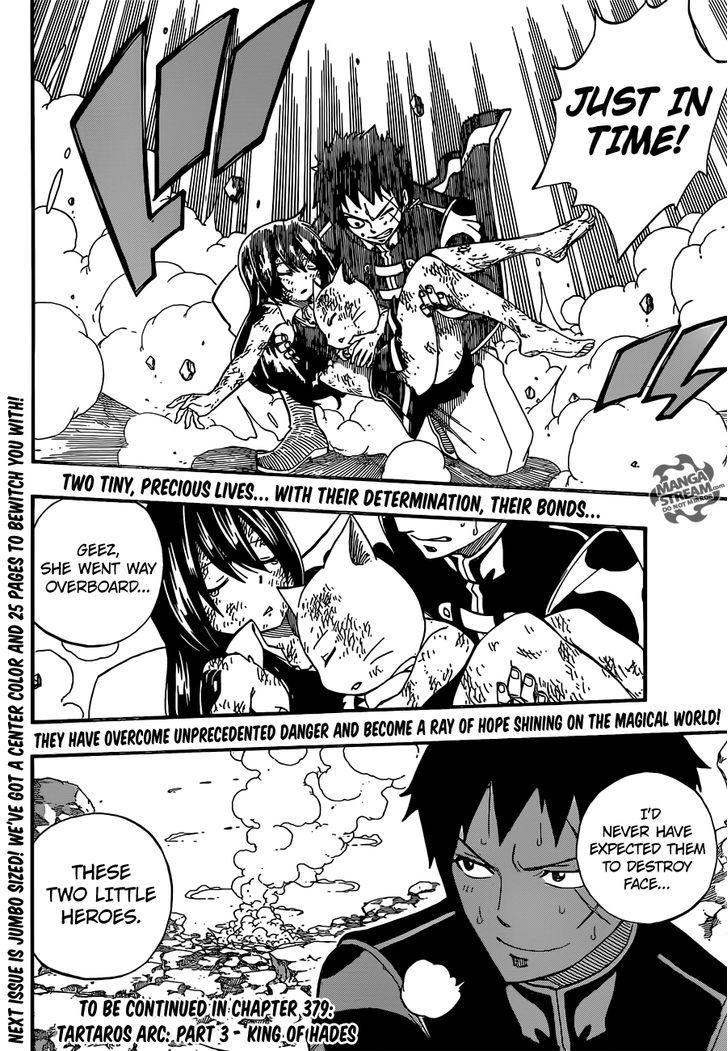 JUST IN
TIME!
ド
ッ
MANGA
STREAM.com
DO NOT MIRROR
TWO TINY, PRECIOUS LIVES... WITH THEIR DETERMINATION, THEIR BONDS...
GEEZ,
SHE WENT WAY
OVERBOARD...
THEY HAVE OVERCOME UNPRECEDENTED DANGER AND BECOME A RAY OF HOPE SHINING ON THE MAGICAL WORLD!
I'D
NEVER HAVE
EXPECTED THEM
TO DESTROY
FACE...
THESE
TWO LITTLE
HEROES.
TO BE CONTINUED IN CHAPTER 379:
TARTAROS ARC: PART 3 - KING OF HADES
NEXT ISSUE IS JUMBO SIZED! WE'VE GOT A CENTER COLOR AND 25 PAGES TO BEWITCH YOU WITH!